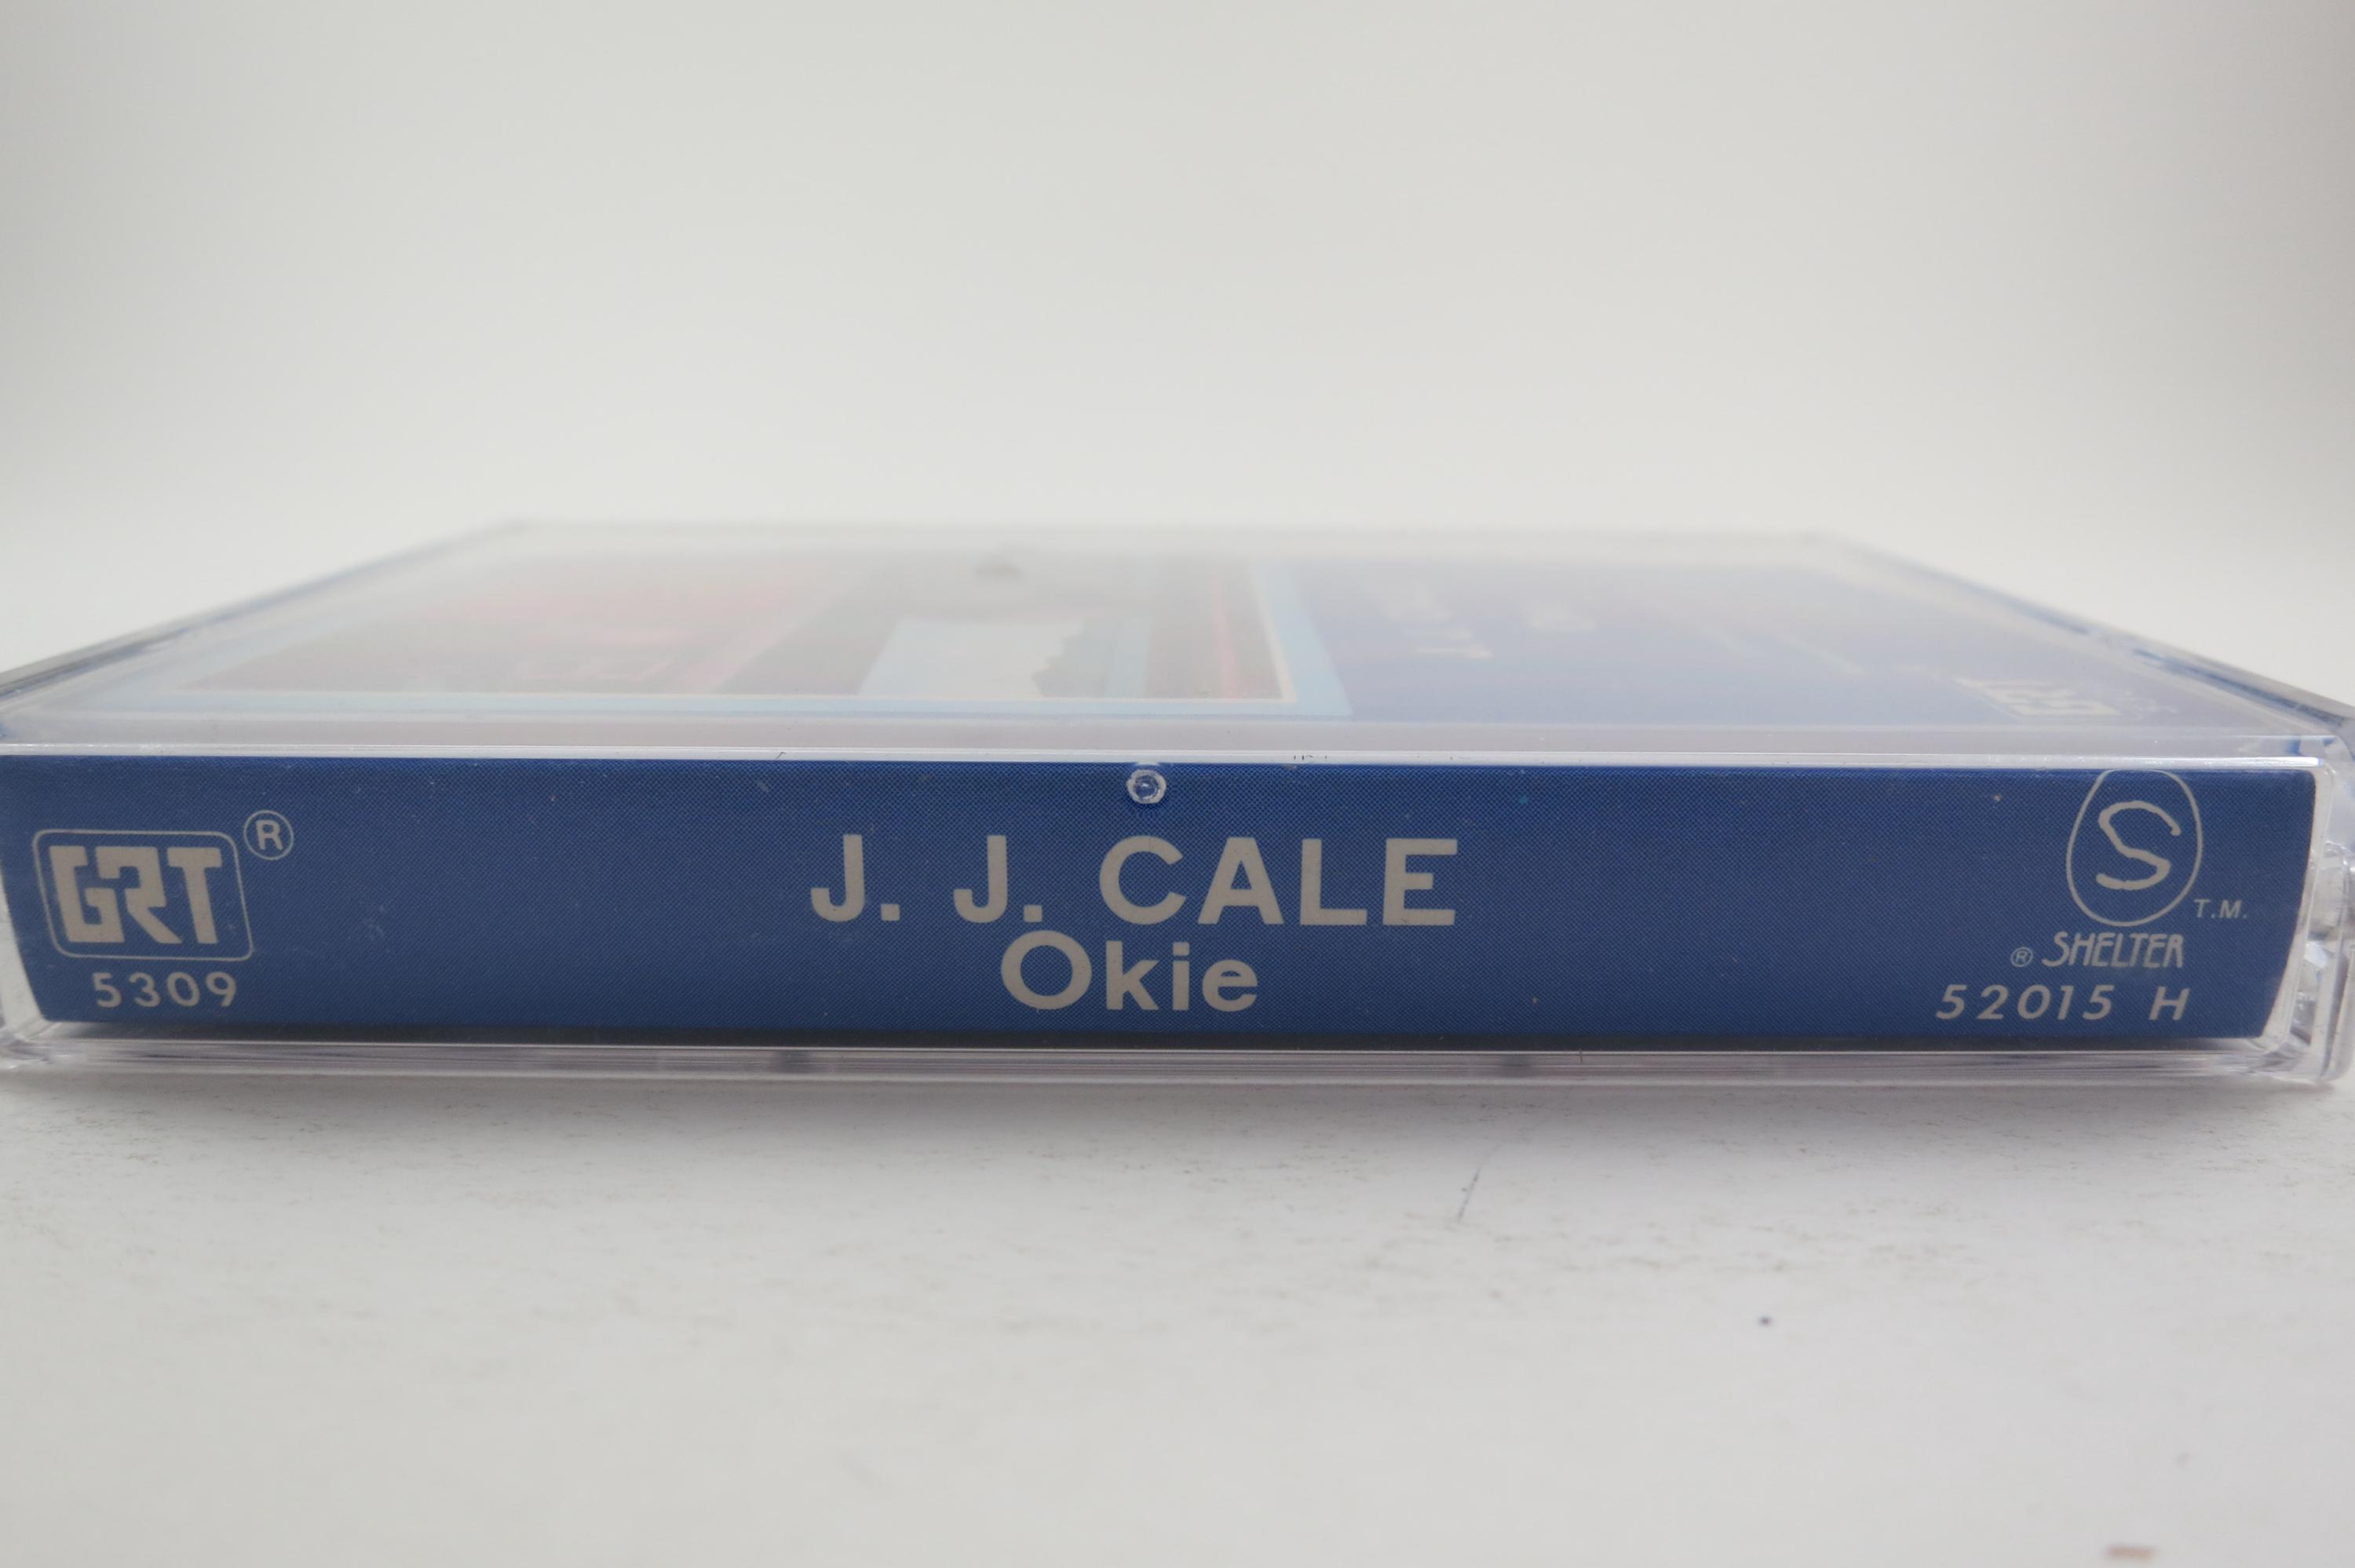 GRT ®
5309
J. J. CALE
Okie
S T.M.
® SHELTER
52015 H